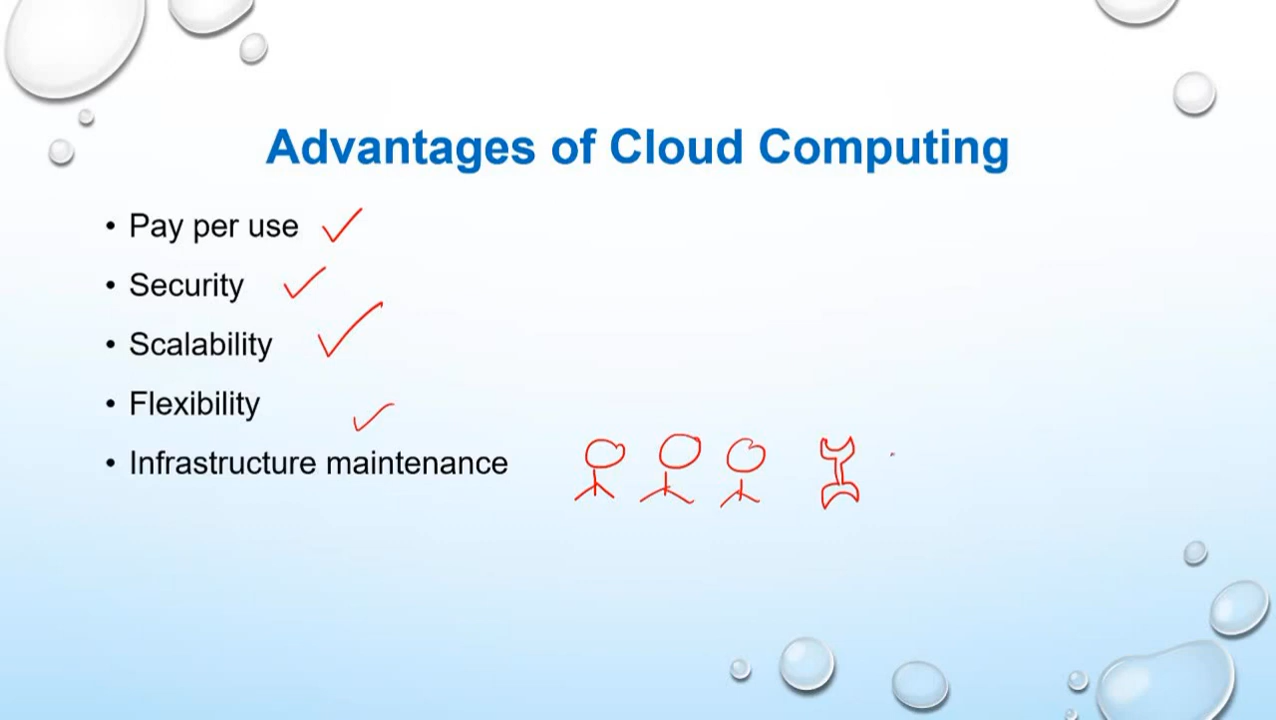 Advantages of Cloud Computing
• Pay per use
• Security
• Scalability
• Flexibility
• Infrastructure maintenance